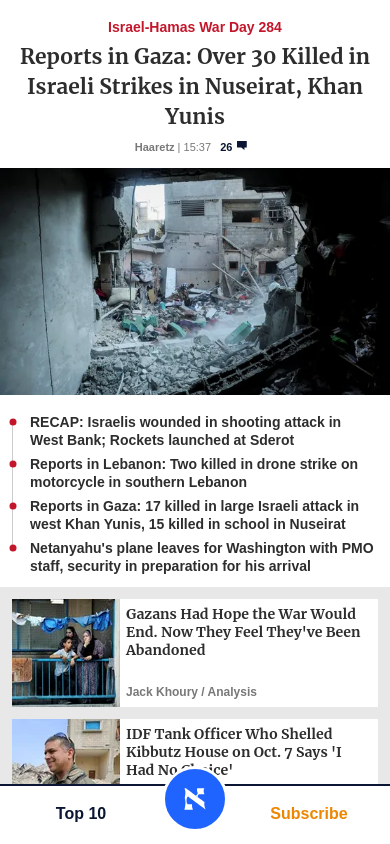 Israel-Hamas War Day 284
Reports in Gaza: Over 30 Killed in
Israeli Strikes in Nuseirat, Khan
Yunis
Haaretz | 15:37 26
RECAP: Israelis wounded in shooting attack in
West Bank; Rockets launched at Sderot
Reports in Lebanon: Two killed in drone strike on
motorcycle in southern Lebanon
Reports in Gaza: 17 killed in large Israeli attack in
west Khan Yunis, 15 killed in school in Nuseirat
Netanyahu's plane leaves for Washington with PMO
staff, security in preparation for his arrival
Gazans Had Hope the War Would
End. Now They Feel They've Been
Abandoned
Jack Khoury / Analysis
IDF Tank Officer Who Shelled
Kibbutz House on Oct. 7 Says 'I
Had No Choice'
Top 10
א
Subscribe